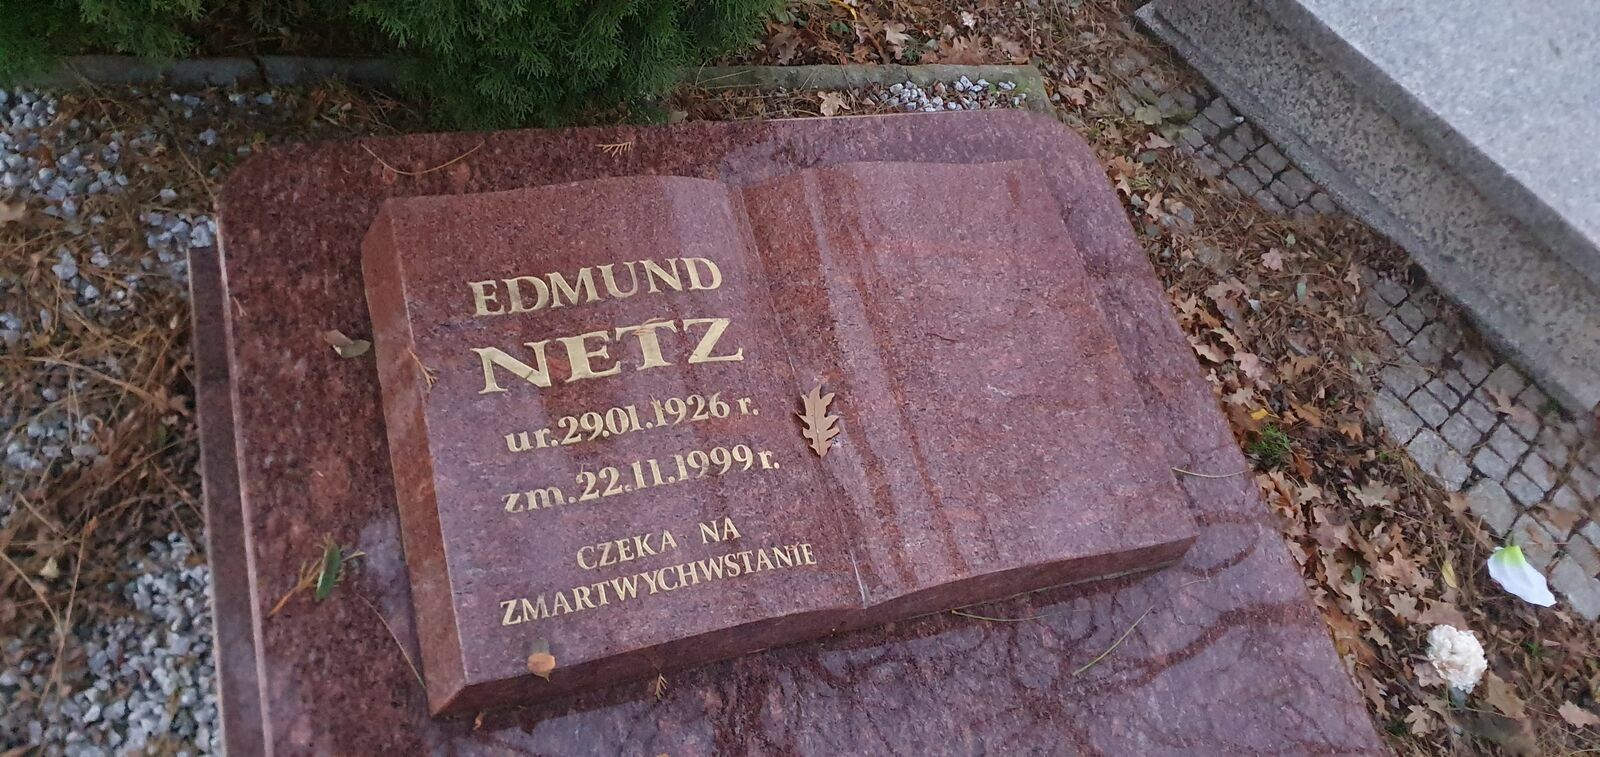 EDMUND
NETZ
ur.29.01.1926 r.
zm.22.11.1999 r.
CZEKA NA
ZMARTWYCHWSTANIE